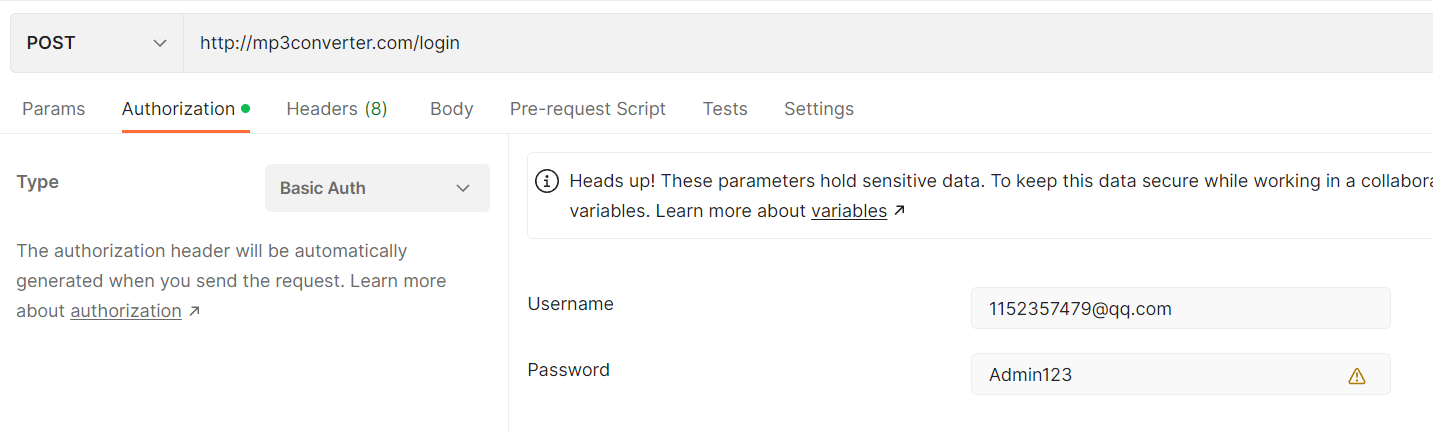 POST http://mp3converter.com/login
Params Authorization Headers (8) Body Pre-request Script Tests Settings
Type Basic Auth
The authorization header will be automatically
generated when you send the request. Learn more
about authorization ↗
Heads up! These parameters hold sensitive data. To keep this data secure while working in a
variables. Learn more about variables ↗
Username 1152357479@qq.com
Password Admin123